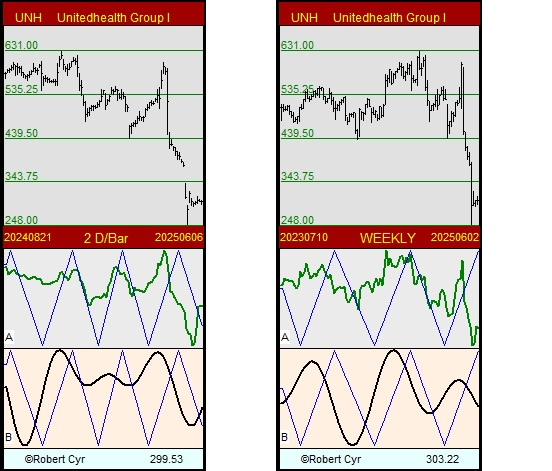 UNH Unitedhealth Group I
631.00
535.25
439.50
343.75
248.00
20240821 2 D/Bar 20250606
A
B
©Robert Cyr 299.53
UNH Unitedhealth Group I
631.00
535.25
439.50
343.75
248.00
20230710 WEEKLY 20250602
A
B
©Robert Cyr 303.22